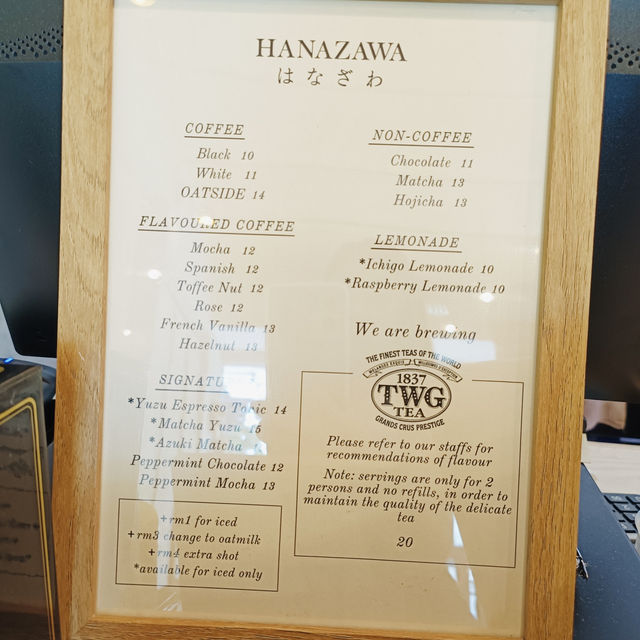 HANAZAWA
はなざわ
COFFEE
Black 10
White 11
OATSIDE 14
FLAVOURED COFFEE
Mocha 12
Spanish 12
Toffee Nut 12
Rose 12
French Vanilla 13
Hazelnut 13
SIGNATURE
*Yuzu Espresso Tonic 14
*Matcha Yuzu 15
*Azuki Matcha
Peppermint Chocolate 12
Peppermint Mocha 13
+rm1 for iced
+rm3 change to oatmilk
+rm4 extra shot
*available for iced only
NON-COFFEE
Chocolate 11
Matcha 13
Hojicha 13
LEMONADE
*Ichigo Lemonade 10
*Raspberry Lemonade 10
We are brewing
THE FINEST TEAS OF THE WORLD
1837
TWG
TEA
GRANDS CRUS PRESTIGE
Please refer to our staffs for
recommendations of flavour
Note: servings are only for 2
persons and no refills, in order to
maintain the quality of the delicate
tea
20